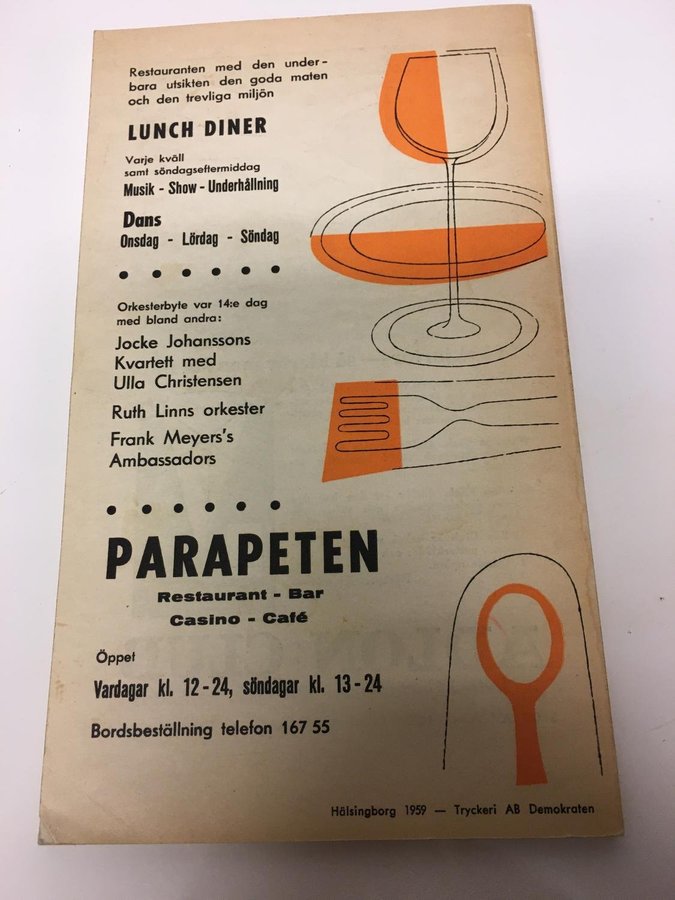 Restauranten med den under-
bara utsikten den goda maten
och den trevliga miljön
LUNCH DINER
Varje kväll
samt söndagseftermiddag
Musik - Show - Underhållning
Dans
Onsdag - Lördag - Söndag
Orkesterbyte var 14:e dag
med bland andra:
Jocke Johanssons
Kvartett med
Ulla Christensen
Ruth Linns orkester
Frank Meyers's
Ambassadors
PARAPETEN
Restaurant - Bar
Casino - Café
Öppet
Vardagar kl. 12-24, söndagar kl. 13-24
Bordsbeställning telefon 167 55
Hälsingborg 1959 — Tryckeri AB Demokraten